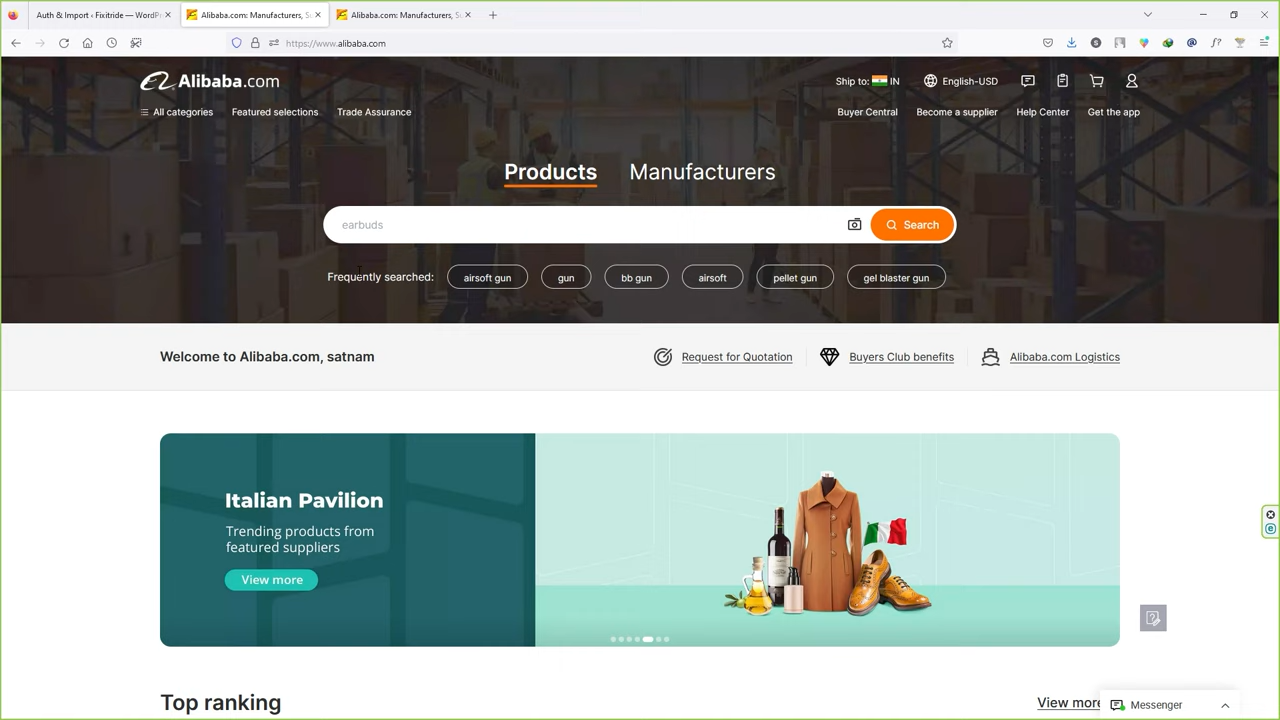 Auth & Import ‹ Fixitride — WordP
Alibaba.com: Manufacturers, S
Alibaba.com: Manufacturers, S
https://www.alibaba.com
Alibaba.com
Ship to: IN
English-USD
All categories
Featured selections
Trade Assurance
Buyer Central
Become a supplier
Help Center
Get the app
Products
Manufacturers
earbuds
Search
Frequently searched:
airsoft gun
gun
bb gun
airsoft
pellet gun
gel blaster gun
Welcome to Alibaba.com, satnam
Request for Quotation
Buyers Club benefits
Alibaba.com Logistics
Italian Pavilion
Trending products from
featured suppliers
View more
Top ranking
View more
Messenger